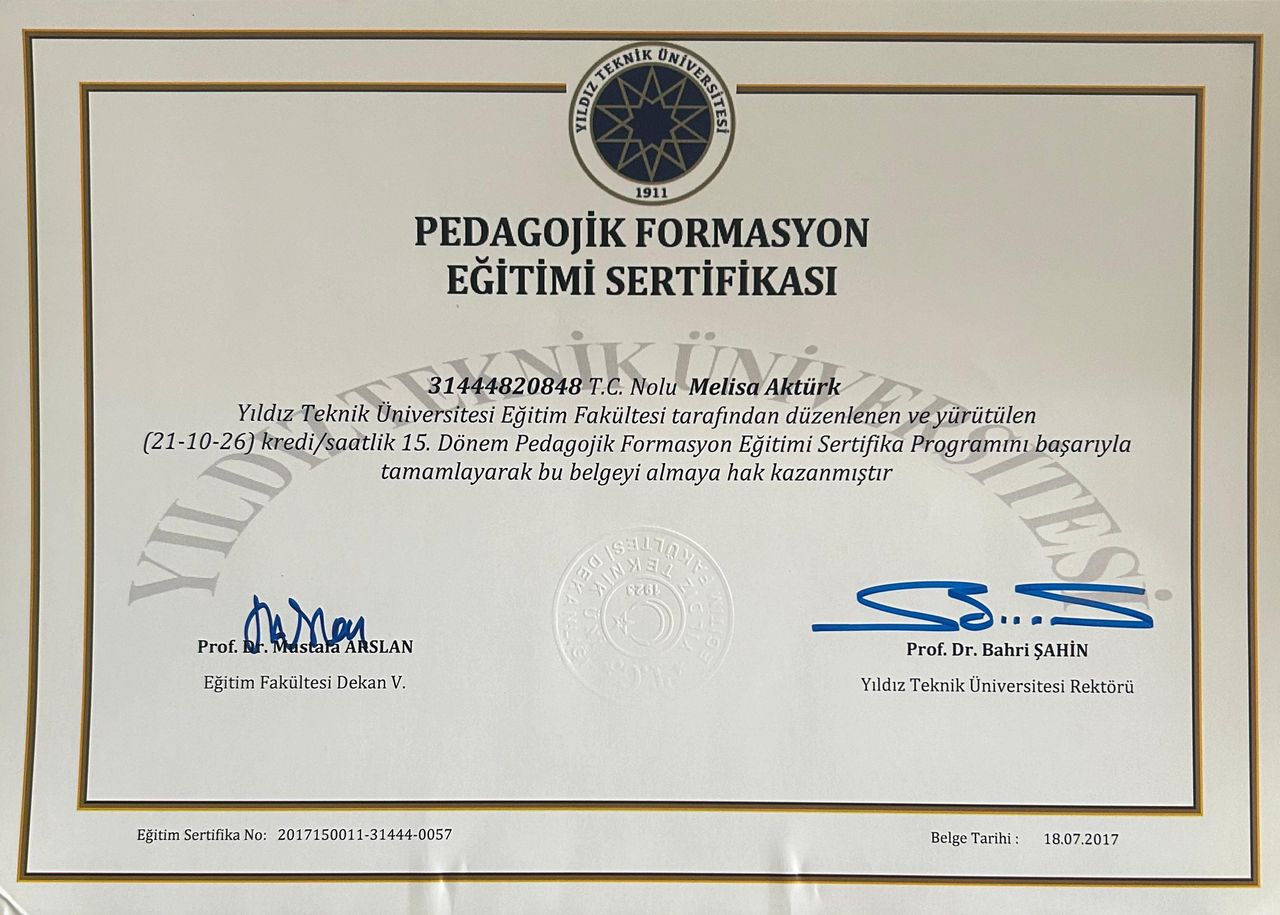 YILDIZ TEKNİK ÜNİVERSİTESİ
1911
PEDAGOJİK FORMASYON
EĞİTİMİ SERTİFİKASI
YILDIZ TEKNİK ÜNİVERSİTESİ
31444820848 T.C. Nolu Melisa Aktürk
Yıldız Teknik Üniversitesi Eğitim Fakültesi tarafından düzenlenen ve yürütülen
(21-10-26) kredi/saatlik 15. Dönem Pedagojik Formasyon Eğitimi Sertifika Programını başarıyla
tamamlayarak bu belgeyi almaya hak kazanmıştır
1923
Prof. Dr. Mustafa ARSLAN
Eğitim Fakültesi Dekan V.
Prof. Dr. Bahri ŞAHİN
Yıldız Teknik Üniversitesi Rektörü
Eğitim Sertifika No: 2017150011-31444-0057
Belge Tarihi : 18.07.2017